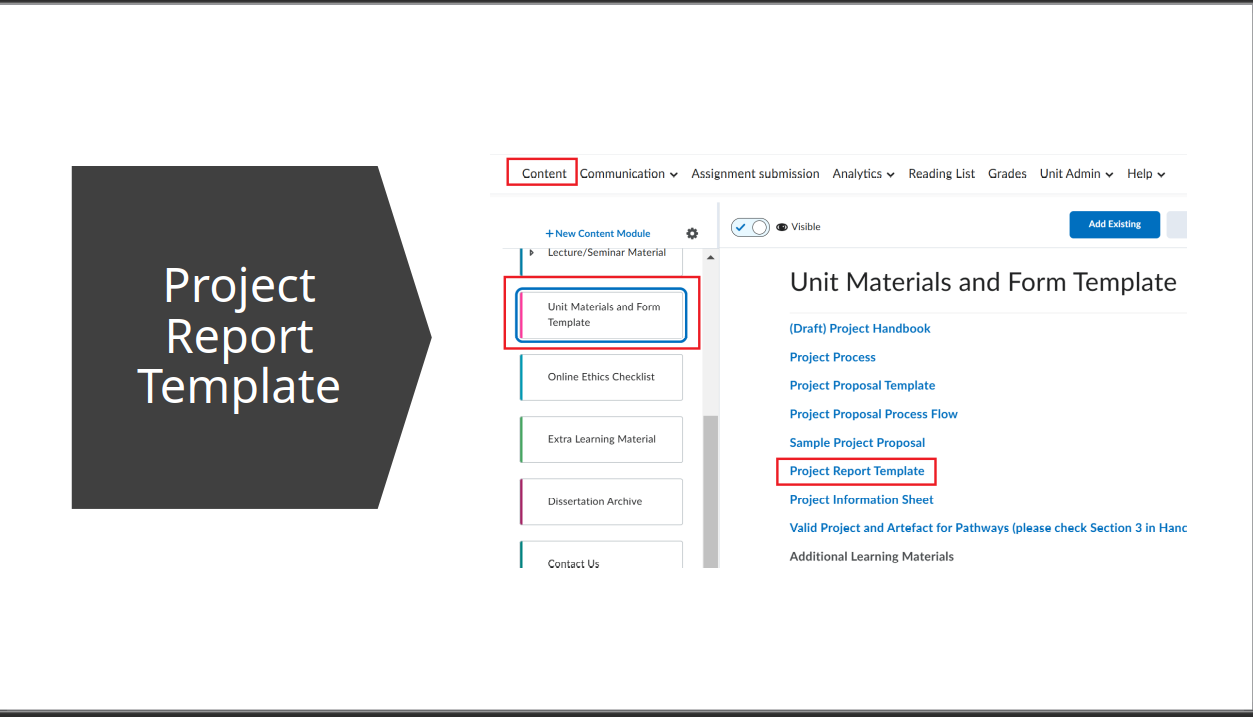 Project
Report
Template
Content Communication Assignment submission Analytics Reading List Grades Unit Admin Help
+ New Content Module
Lecture/Seminar Material
Unit Materials and Form
Template
Online Ethics Checklist
Extra Learning Material
Dissertation Archive
Contact Us
Visible
Add Existing
Unit Materials and Form Template
(Draft) Project Handbook
Project Process
Project Proposal Template
Project Proposal Process Flow
Sample Project Proposal
Project Report Template
Project Information Sheet
Valid Project and Artefact for Pathways (please check Section 3 in Hanc
Additional Learning Materials